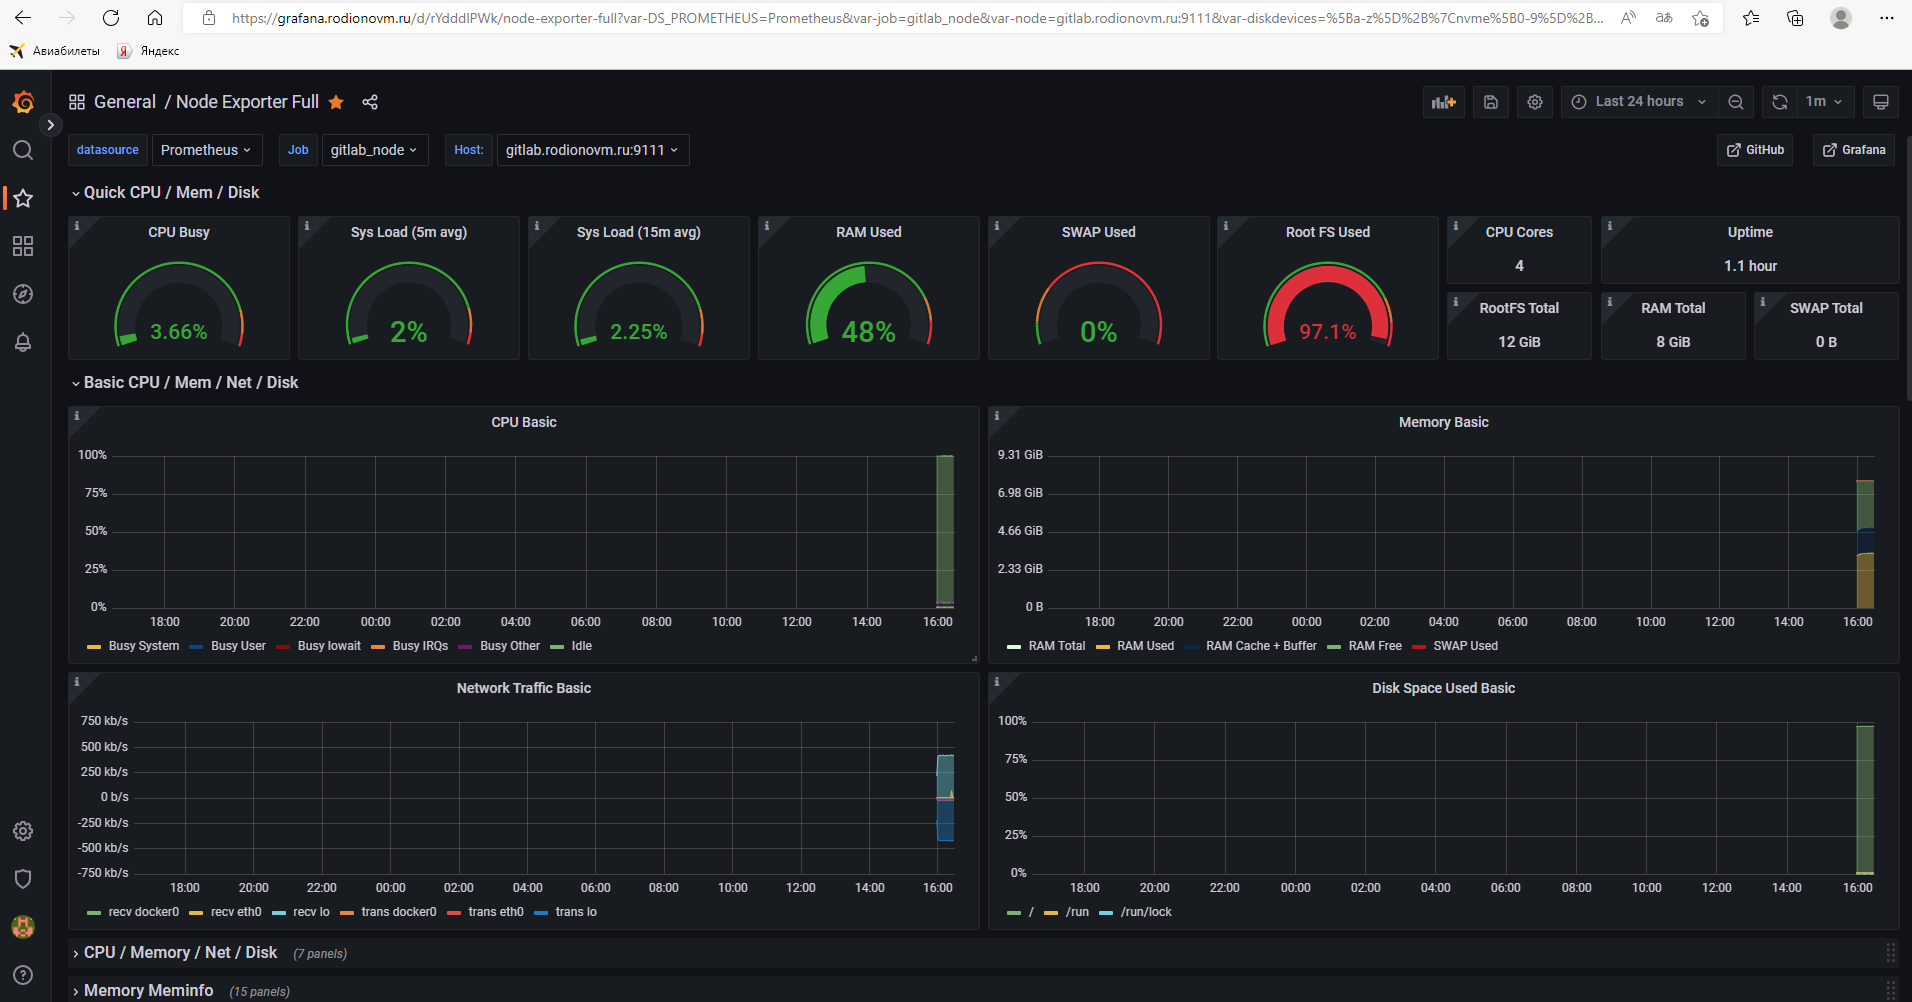 https://grafana.rodionovm.ru/d/rYdddlPWk/node-exporter-full?var-DS_PROMETHEUS=Prometheus&var-job=gitlab_node&var-node=gitlab.rodionovm.ru:9111&var-diskdevices=%5Ba-z%5D%2B%7Cnvme%5B0-9%5D%2B...
Авиабилеты Яндекс
General / Node Exporter Full
Last 24 hours 1m
datasource Prometheus Job gitlab_node Host: gitlab.rodionovm.ru:9111 GitHub Grafana
Quick CPU / Mem / Disk
CPU Busy
3.66%
Sys Load (5m avg)
2%
Sys Load (15m avg)
2.25%
RAM Used
48%
SWAP Used
0%
Root FS Used
97.1%
CPU Cores
4
Uptime
1.1 hour
RootFS Total
12 GiB
RAM Total
8 GiB
SWAP Total
0 B
Basic CPU / Mem / Net / Disk
CPU Basic
100%
75%
50%
25%
0%
18:00 20:00 22:00 00:00 02:00 04:00 06:00 08:00 10:00 12:00 14:00 16:00
Busy System Busy User Busy Iowait Busy IRQs Busy Other Idle
Memory Basic
9.31 GiB
6.98 GiB
4.66 GiB
2.33 GiB
0 B
18:00 20:00 22:00 00:00 02:00 04:00 06:00 08:00 10:00 12:00 14:00 16:00
RAM Total RAM Used RAM Cache + Buffer RAM Free SWAP Used
Network Traffic Basic
750 kb/s
500 kb/s
250 kb/s
0 b/s
-250 kb/s
-500 kb/s
-750 kb/s
18:00 20:00 22:00 00:00 02:00 04:00 06:00 08:00 10:00 12:00 14:00 16:00
recv docker0 recv eth0 recv lo trans docker0 trans eth0 trans lo
Disk Space Used Basic
100%
75%
50%
25%
0%
18:00 20:00 22:00 00:00 02:00 04:00 06:00 08:00 10:00 12:00 14:00 16:00
/ /run /run/lock
CPU / Memory / Net / Disk (7 panels)
Memory Meminfo (15 panels)